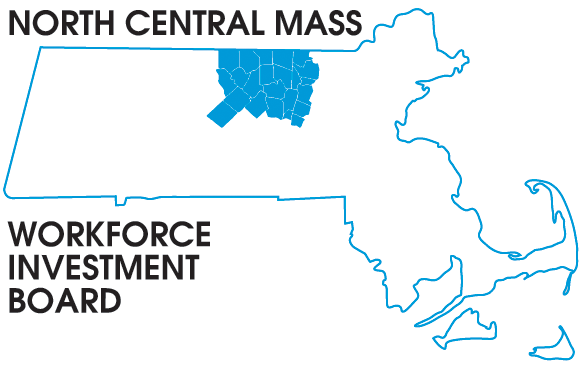 NORTH CENTRAL MASS
WORKFORCE
INVESTMENT
BOARD